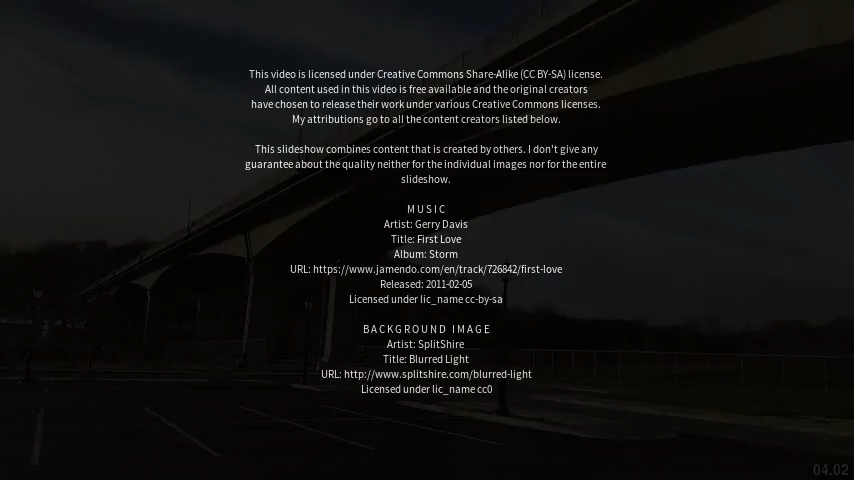 This video is licensed under Creative Commons Share-Alike (CC BY-SA) license.
All content used in this video is free available and the original creators
have chosen to release their work under various Creative Commons licenses.
My attributions go to all the content creators listed below.
This slideshow combines content that is created by others. I don't give any
guarantee about the quality neither for the individual images nor for the entire
slideshow.
MUSIC
Artist: Gerry Davis
Title: First Love
Album: Storm
URL: https://www.jamendo.com/en/track/726842/first-love
Released: 2011-02-05
Licensed under lic_name cc-by-sa
BACKGROUND IMAGE
Artist: SplitShire
Title: Blurred Light
URL: http://www.splitshire.com/blurred-light
Licensed under lic_name cc0
04.02